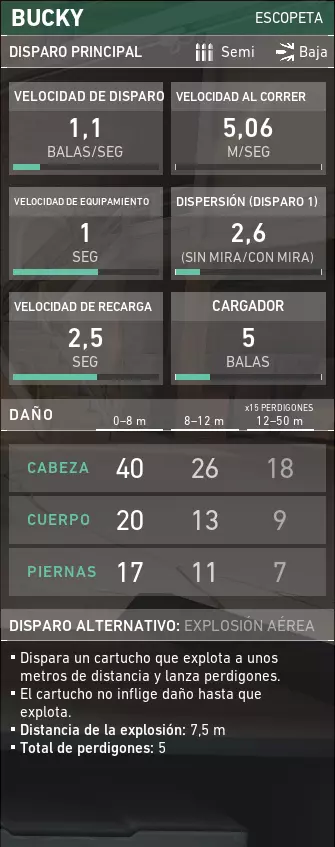 BUCKY ESCOPETA
DISPARO PRINCIPAL Semi Baja
VELOCIDAD DE DISPARO VELOCIDAD AL CORRER
1,1 5,06
BALAS/SEG M/SEG
VELOCIDAD DE EQUIPAMIENTO DISPERSIÓN (DISPARO 1)
1 2,6
SEG (SIN MIRA/CON MIRA)
VELOCIDAD DE RECARGA CARGADOR
2,5 5
SEG BALAS
x15 PERDIGONES
DAÑO 0–8 m 8–12 m 12–50 m
CABEZA 40 26 18
CUERPO 20 13 9
PIERNAS 17 11 7
DISPARO ALTERNATIVO: EXPLOSIÓN AÉREA
▪ Dispara un cartucho que explota a unos
metros de distancia y lanza perdigones.
▪ El cartucho no inflige daño hasta que
explota.
▪ Distancia de la explosión: 7,5 m
▪ Total de perdigones: 5